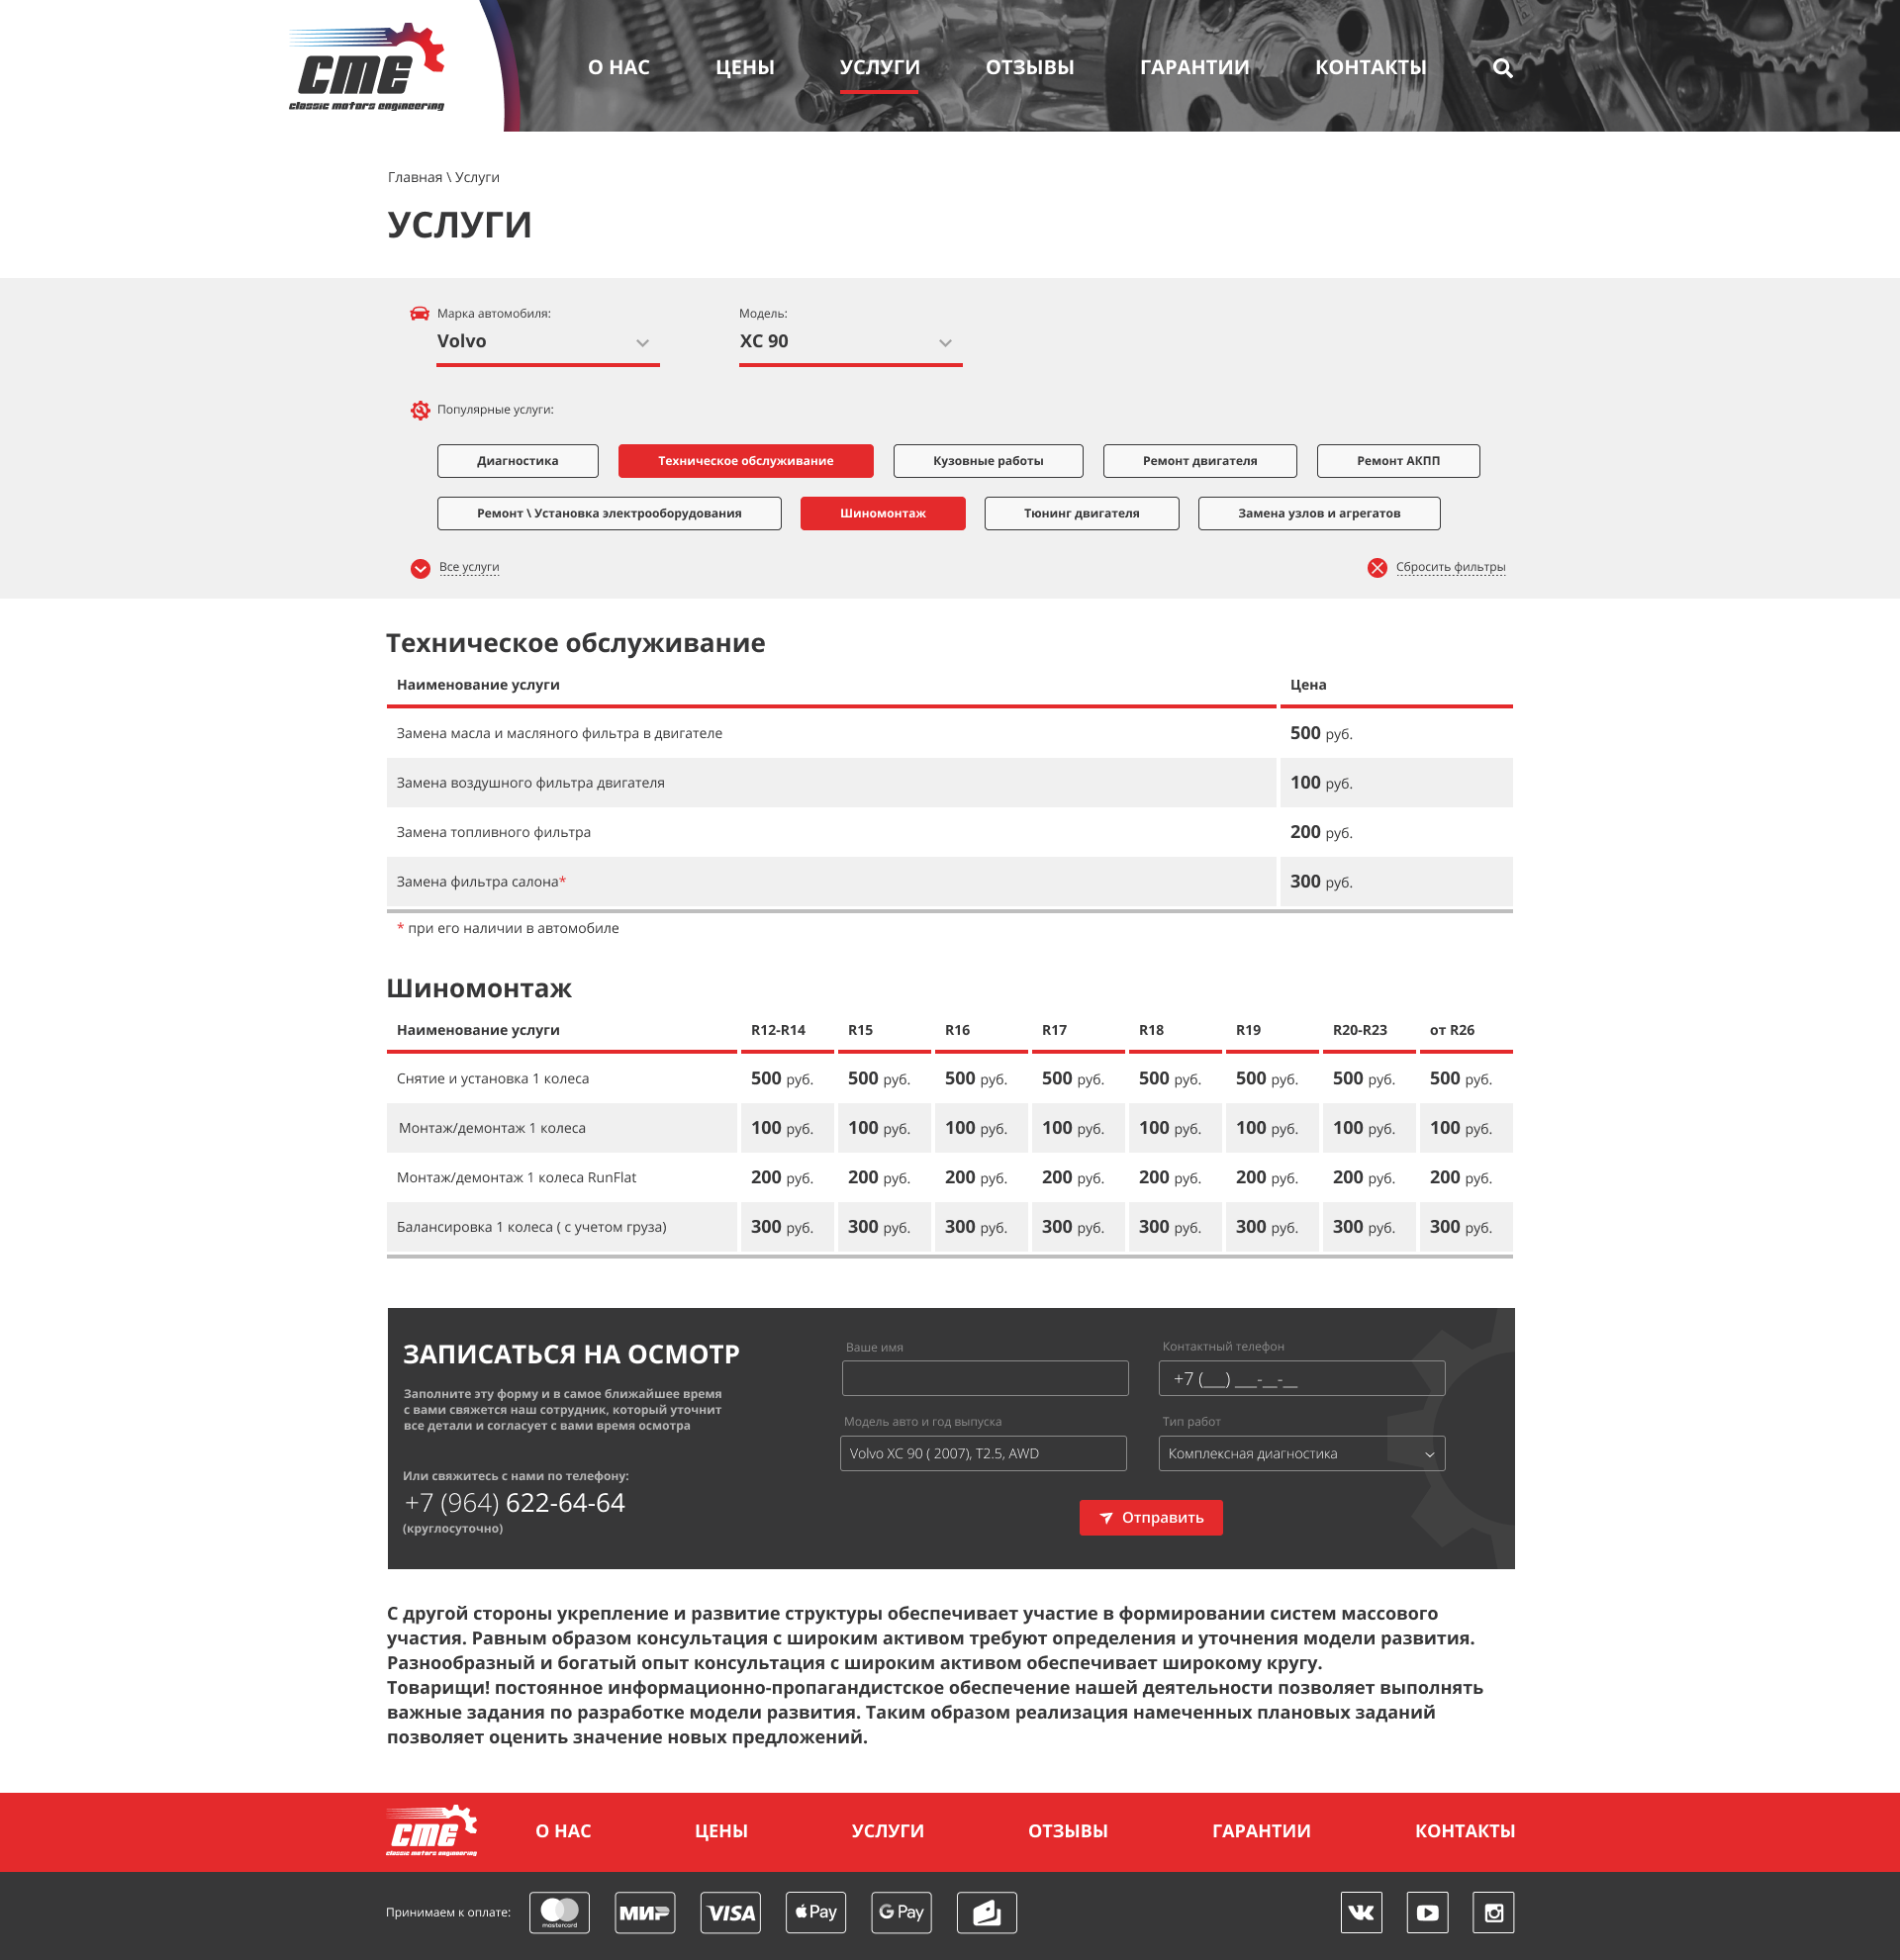 CME
classic motors engineering
О НАС ЦЕНЫ УСЛУГИ ОТЗЫВЫ ГАРАНТИИ КОНТАКТЫ
Главная \ Услуги
УСЛУГИ
Марка автомобиля: Модель:
Volvo XC 90
Популярные услуги:
Диагностика Техническое обслуживание Кузовные работы Ремонт двигателя Ремонт АКПП
Ремонт \ Установка электрооборудования Шиномонтаж Тюнинг двигателя Замена узлов и агрегатов
Все услуги Сбросить фильтры
Техническое обслуживание
Наименование услуги Цена
Замена масла и масляного фильтра в двигателе 500 руб.
Замена воздушного фильтра двигателя 100 руб.
Замена топливного фильтра 200 руб.
Замена фильтра салона* 300 руб.
* при его наличии в автомобиле
Шиномонтаж
Наименование услуги R12-R14 R15 R16 R17 R18 R19 R20-R23 от R26
Снятие и установка 1 колеса 500 руб. 500 руб. 500 руб. 500 руб. 500 руб. 500 руб. 500 руб. 500 руб.
Монтаж/демонтаж 1 колеса 100 руб. 100 руб. 100 руб. 100 руб. 100 руб. 100 руб. 100 руб. 100 руб.
Монтаж/демонтаж 1 колеса RunFlat 200 руб. 200 руб. 200 руб. 200 руб. 200 руб. 200 руб. 200 руб. 200 руб.
Балансировка 1 колеса ( с учетом груза) 300 руб. 300 руб. 300 руб. 300 руб. 300 руб. 300 руб. 300 руб. 300 руб.
ЗАПИСАТЬСЯ НА ОСМОТР
Заполните эту форму и в самое ближайшее время
с вами свяжется наш сотрудник, который уточнит
все детали и согласует с вами время осмотра
Или свяжитесь с нами по телефону:
+7 (964) 622-64-64
(круглосуточно)
Ваше имя Контактный телефон
+7 (___) ___-__-__
Модель авто и год выпуска Тип работ
Volvo XC 90 ( 2007), T2.5, AWD Комплексная диагностика
Отправить
С другой стороны укрепление и развитие структуры обеспечивает участие в формировании систем массового
участия. Равным образом консультация с широким активом требуют определения и уточнения модели развития.
Разнообразный и богатый опыт консультация с широким активом обеспечивает широкому кругу.
Товарищи! постоянное информационно-пропагандистское обеспечение нашей деятельности позволяет выполнять
важные задания по разработке модели развития. Таким образом реализация намеченных плановых заданий
позволяет оценить значение новых предложений.
CME
classic motors engineering
О НАС ЦЕНЫ УСЛУГИ ОТЗЫВЫ ГАРАНТИИ КОНТАКТЫ
Принимаем к оплате: mastercard МИР VISA Pay G Pay